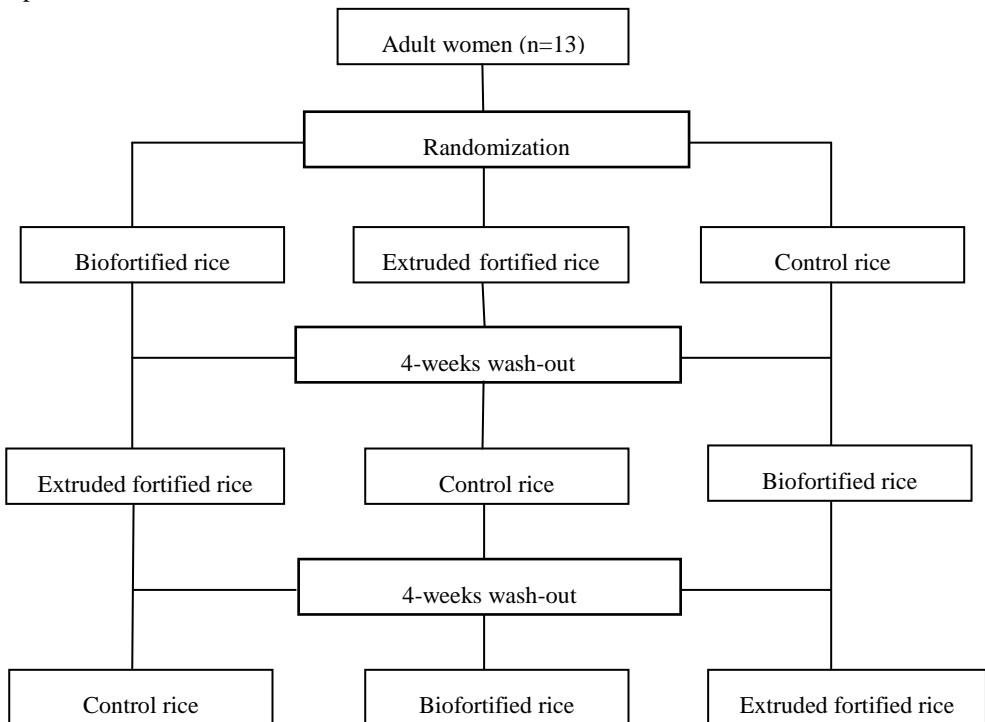 Adult women (n=13)
Randomization
Biofortified rice
Extruded fortified rice
Control rice
4-weeks wash-out
Extruded fortified rice
Control rice
Biofortified rice
4-weeks wash-out
Control rice
Biofortified rice
Extruded fortified rice